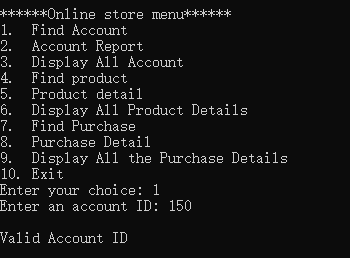 ******Online store menu******
1.  Find Account
2.  Account Report
3.  Display All Account
4.  Find product
5.  Product detail
6.  Display All Product Details
7.  Find Purchase
8.  Purchase Detail
9.  Display All the Purchase Details
10. Exit
Enter your choice: 1
Enter an account ID: 150

Valid Account ID